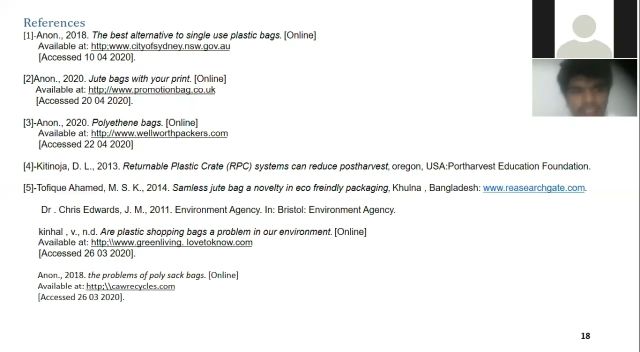 References
[1]-Anon., 2018. The best alternative to single use plastic bags. [Online]
Available at: http;www.cityofsydney.nsw.gov.au
[Accessed 10 04 2020].
[2]Anon., 2020. Jute bags with your print. [Online]
Available at: http;//www.promotionbag.co.uk
[Accessed 20 04 2020].
[3]-Anon., 2020. Polyethene bags. [Online]
Available at: http://www.wellworthpackers.com
[Accessed 22 04 2020]
[4]-Kitinoja, D. L., 2013. Returnable Plastic Crate (RPC) systems can reduce postharvest, oregon, USA:Portharvest Education Foundation.
[5]-Tofique Ahamed, M. S. K., 2014. Samless jute bag a novelty in eco freindly packaging, Khulna , Bangladesh: www.reasearchgate.com.
Dr . Chris Edwards, J. M., 2011. Environment Agency. In: Bristol: Environment Agency.
kinhal , v., n.d. Are plastic shopping bags a problem in our environment. [Online]
Available at: http:\\www.greenliving. lovetoknow.com
[Accessed 26 03 2020].
Anon., 2018. the problems of poly sack bags. [Online]
Available at: http;\\cawrecycles.com
[Accessed 26 03 2020].
18